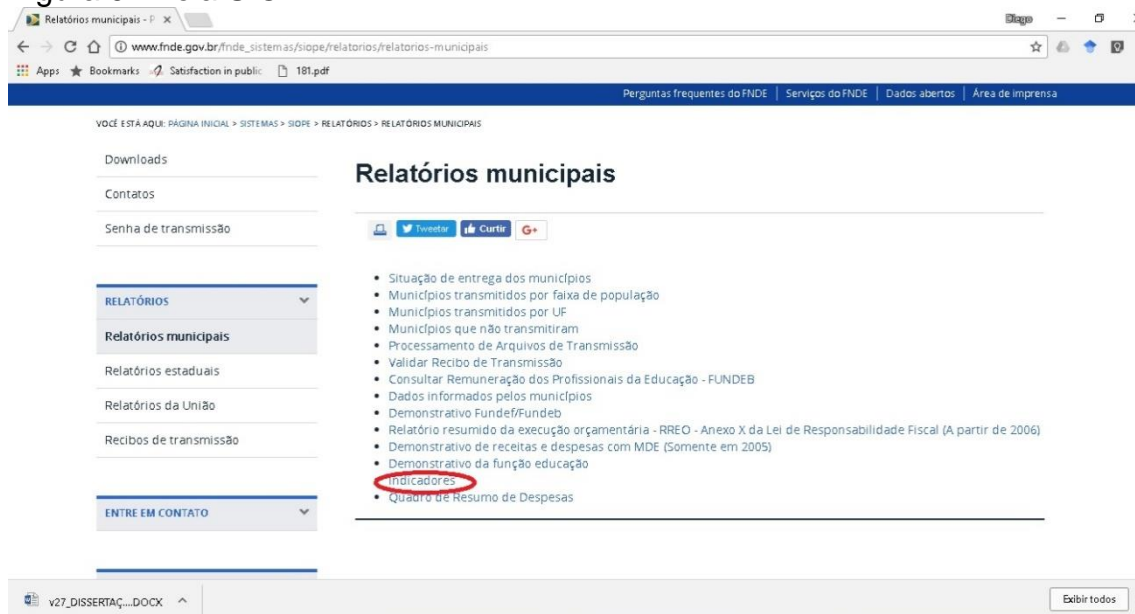 Relatórios municipais - P
Diego
www.fnde.gov.br/fnde_sistemas/siope/relatorios/relatorios-municipais
Apps Bookmarks Satisfaction in public 181.pdf
Perguntas frequentes do FNDE | Serviços do FNDE | Dados abertos | Área de imprensa
VOCÊ ESTÁ AQUI: PÁGINA INICIAL > SISTEMAS > SIOPE > RELATÓRIOS > RELATÓRIOS MUNICIPAIS
Downloads
Contatos
Senha de transmissão
RELATÓRIOS
Relatórios municipais
Relatórios estaduais
Relatórios da União
Recibos de transmissão
ENTRE EM CONTATO
Relatórios municipais
Tweetar Curtir G+
Situação de entrega dos municípios
Municípios transmitidos por faixa de população
Municípios transmitidos por UF
Municípios que não transmitiram
Processamento de Arquivos de Transmissão
Validar Recibo de Transmissão
Consultar Remuneração dos Profissionais da Educação - FUNDEB
Dados informados pelos municípios
Demonstrativo Fundef/Fundeb
Relatório resumido da execução orçamentária - RREO - Anexo X da Lei de Responsabilidade Fiscal (A partir de 2006)
Demonstrativo de receitas e despesas com MDE (Somente em 2005)
Demonstrativo da função educação
Indicadores
Quadro de Resumo de Despesas
v27_DISSERTAÇ....DOCX
Exibir todos